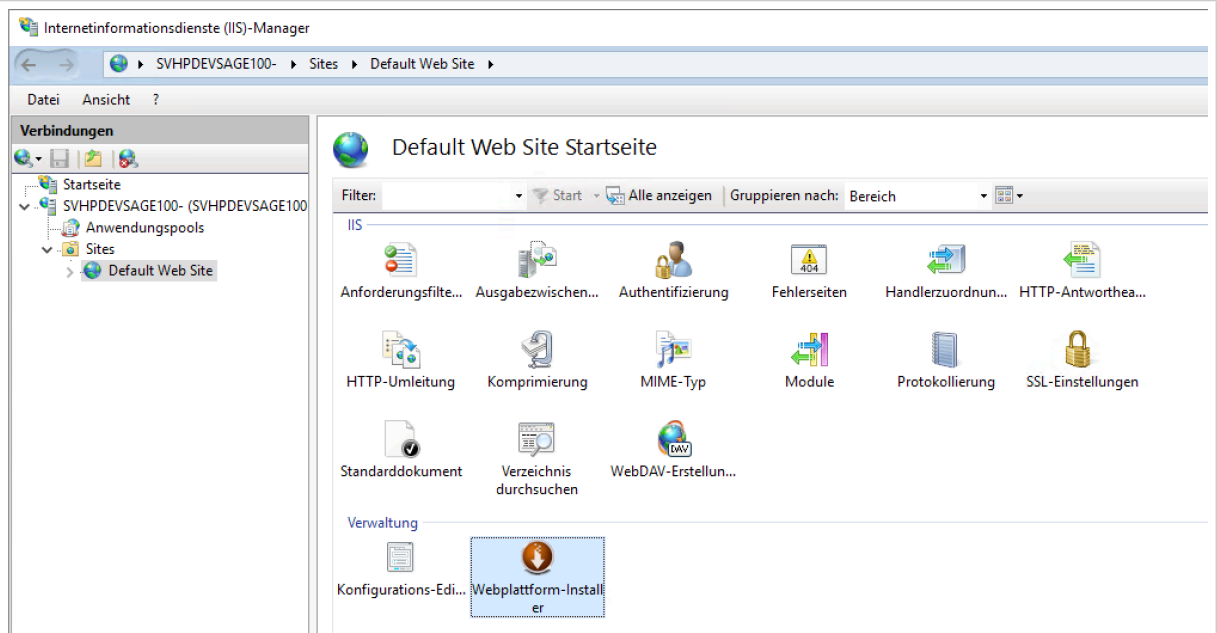 Internetinformationsdienste (IIS)-Manager
SVHPDEVSAGE100- Sites Default Web Site
Datei Ansicht ?
Verbindungen
Startseite
SVHPDEVSAGE100- (SVHPDEVSAGE100
Anwendungspools
Sites
Default Web Site
Default Web Site Startseite
Filter: Start Alle anzeigen Gruppieren nach: Bereich
IIS
Anforderungsfilte... Ausgabezwischen... Authentifizierung Fehlerseiten Handlerzuordnun... HTTP-Antworthea...
404
HTTP-Umleitung Komprimierung MIME-Typ Module Protokollierung SSL-Einstellungen
DAV
Standarddokument Verzeichnis durchsuchen WebDAV-Erstellun...
Verwaltung
Konfigurations-Edi... Webplattform-Install
er